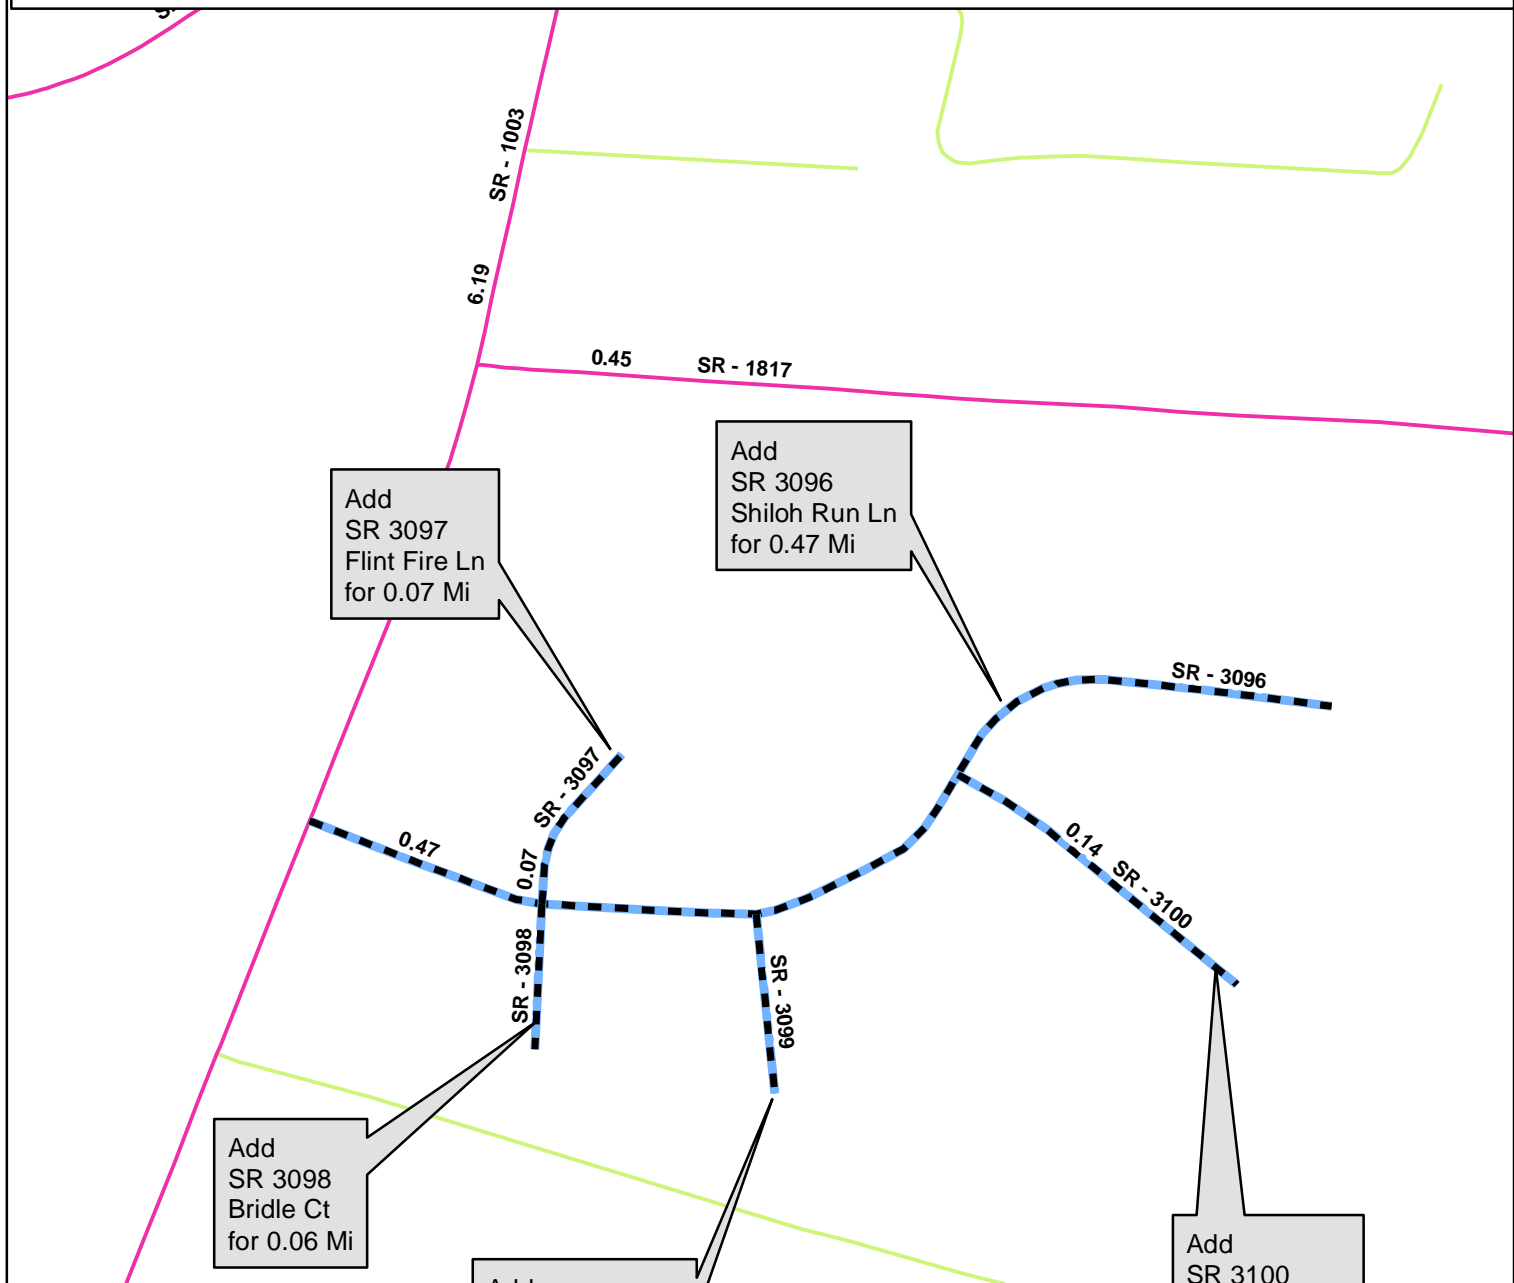 SR - 1003
6.19
0.45
SR - 1817
Add
SR 3096
Shiloh Run Ln
for 0.47 Mi
Add
SR 3097
Flint Fire Ln
for 0.07 Mi
SR - 3096
SR - 3097
0.47
0.07
0.14
SR - 3100
SR - 3098
SR - 3099
Add
SR 3098
Bridle Ct
for 0.06 Mi
Add
SR 3100
Add